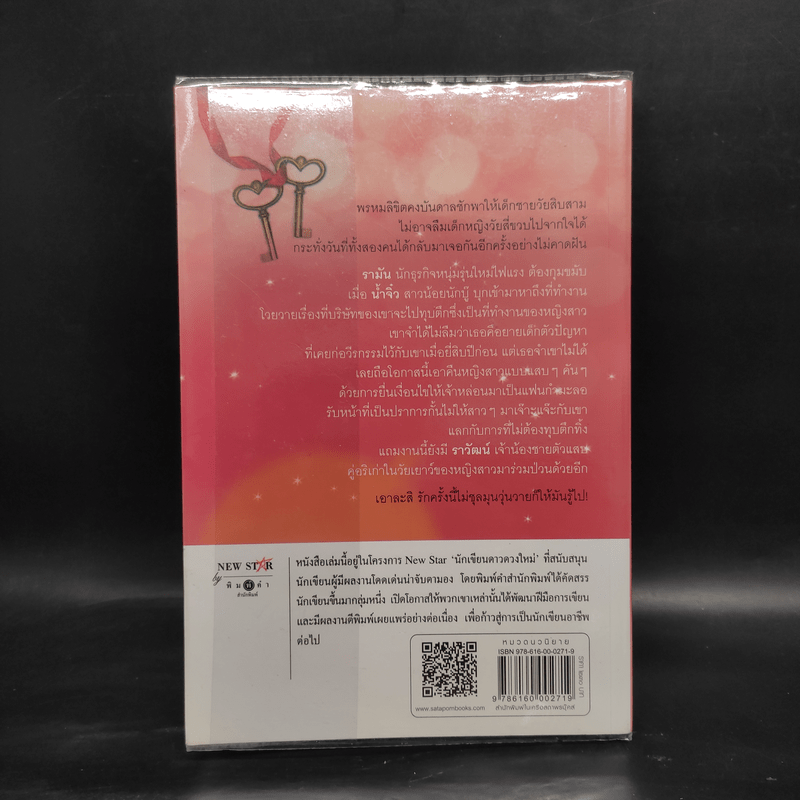 พรหมลิขิตคงบันดาลชักพาให้เด็กชายวัยสิบสาม
ไม่อาจลืมเด็กหญิงวัยสี่ขวบไปจากใจได้
กระทั่งวันที่ทั้งสองคนได้กลับมาเจอกันอีกครั้งอย่างไม่คาดฝัน
รามัน นักธุรกิจหนุ่มรุ่นใหม่ไฟแรง ต้องกุมขมับ
เมื่อ น้ำจิ๋ว สาวน้อยนักบู๊ บุกเข้ามาหาถึงที่ทำงาน
โวยวายเรื่องที่บริษัทของเขาจะไปทุบตึกซึ่งเป็นที่ทำงานของหญิงสาว
เขาจำได้ไม่ลืมว่าเธอคือยายเด็กตัวปัญหา
ที่เคยก่อวีรกรรมไว้กับเขาเมื่อยี่สิบปีก่อน แต่เธอจำเขาไม่ได้
เลยถือโอกาสนี้เอาคืนหญิงสาวแบบแสบ ๆ คัน ๆ
ด้วยการยื่นเงื่อนไขให้เจ้าหล่อนมาเป็นแฟนกำมะลอ
รับหน้าที่เป็นปราการกั้นไม่ให้สาว ๆ มาเจ๊าะแจ๊ะกับเขา
แลกกับการที่ไม่ต้องทุบตึกทิ้ง
แถมงานนี้ยังมี ราวัฒน์ เจ้าน้องชายตัวแสบ
คู่อริเก่าในวัยเยาว์ของหญิงสาวมาร่วมป่วนด้วยอีก
เอาละสิ รักครั้งนี้ไม่ชุลมุนวุ่นวายก็ให้มันรู้ไป!
NEW STAR
by พิมพ์คำ
สำนักพิมพ์
หนังสือเล่มนี้อยู่ในโครงการ New Star 'นักเขียนดาวดวงใหม่' ที่สนับสนุน
นักเขียนผู้มีผลงานโดดเด่นน่าจับตามอง โดยพิมพ์คำสำนักพิมพ์ได้คัดสรร
นักเขียนขึ้นมากลุ่มหนึ่ง เปิดโอกาสให้พวกเขาเหล่านั้นได้พัฒนาฝีมือการเขียน
และมีผลงานตีพิมพ์เผยแพร่อย่างต่อเนื่อง เพื่อก้าวสู่การเป็นนักเขียนอาชีพ
ต่อไป
หมวดนวนิยาย
ISBN 978-616-00-0271-9
9 786160 002719
www.satapornbooks.com
สำนักพิมพ์ในเครือสถาพรบุ๊คส์